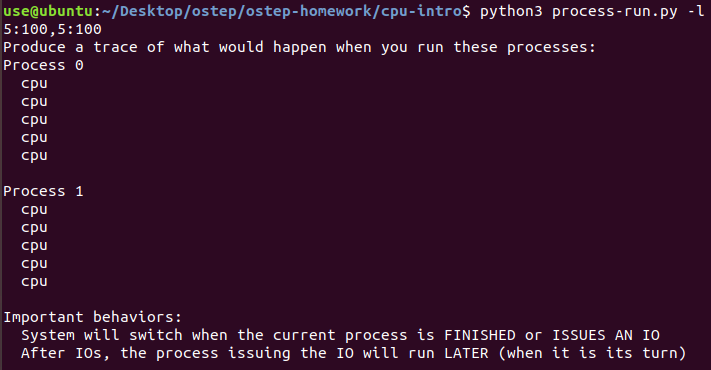 use@ubuntu:~/Desktop/ostep/ostep-homework/cpu-intro$ python3 process-run.py -l
5:100,5:100
Produce a trace of what would happen when you run these processes:
Process 0
  cpu
  cpu
  cpu
  cpu
  cpu

Process 1
  cpu
  cpu
  cpu
  cpu
  cpu

Important behaviors:
  System will switch when the current process is FINISHED or ISSUES AN IO
  After IOs, the process issuing the IO will run LATER (when it is its turn)